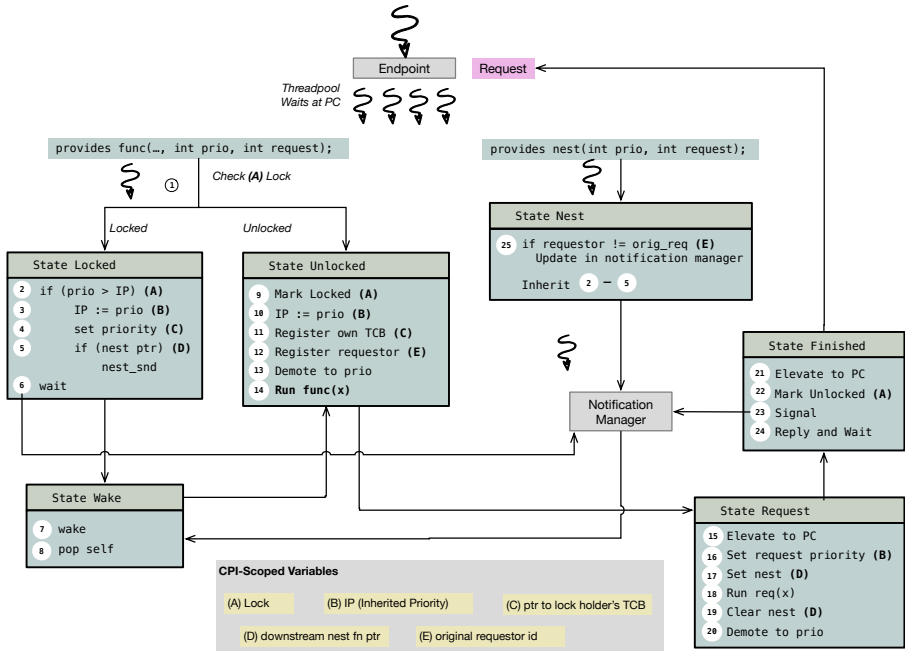 Endpoint
Request
Threadpool
Waits at PC
provides func(…, int prio, int request);
provides nest(int prio, int request);
1
Check (A) Lock
Locked
Unlocked
State Nest
25 if requestor != orig_req (E)
Update in notification manager
Inherit 2 – 5
State Locked
2 if (prio > IP) (A)
3 IP := prio (B)
4 set priority (C)
5 if (nest ptr) (D)
nest_snd
6 wait
State Unlocked
9 Mark Locked (A)
10 IP := prio (B)
11 Register own TCB (C)
12 Register requestor (E)
13 Demote to prio
14 Run func(x)
Notification
Manager
State Finished
21 Elevate to PC
22 Mark Unlocked (A)
23 Signal
24 Reply and Wait
State Wake
7 wake
8 pop self
State Request
15 Elevate to PC
16 Set request priority (B)
17 Set nest (D)
18 Run req(x)
19 Clear nest (D)
20 Demote to prio
CPI-Scoped Variables
(A) Lock
(B) IP (Inherited Priority)
(C) ptr to lock holder's TCB
(D) downstream nest fn ptr
(E) original requestor id